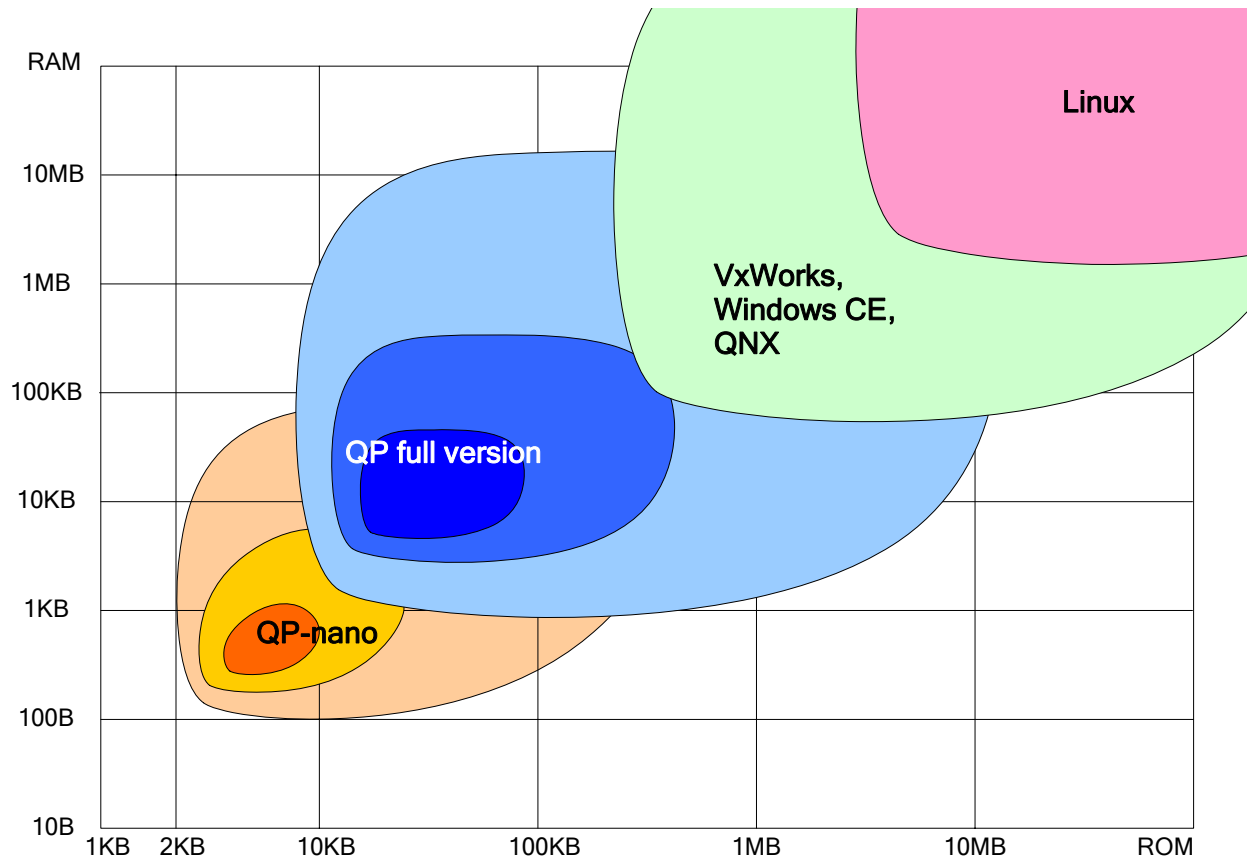 RAM
10MB
1MB
100KB
10KB
1KB
100B
10B
Linux
VxWorks,
Windows CE,
QNX
QP full version
QP-nano
1KB 2KB 10KB 100KB 1MB 10MB ROM